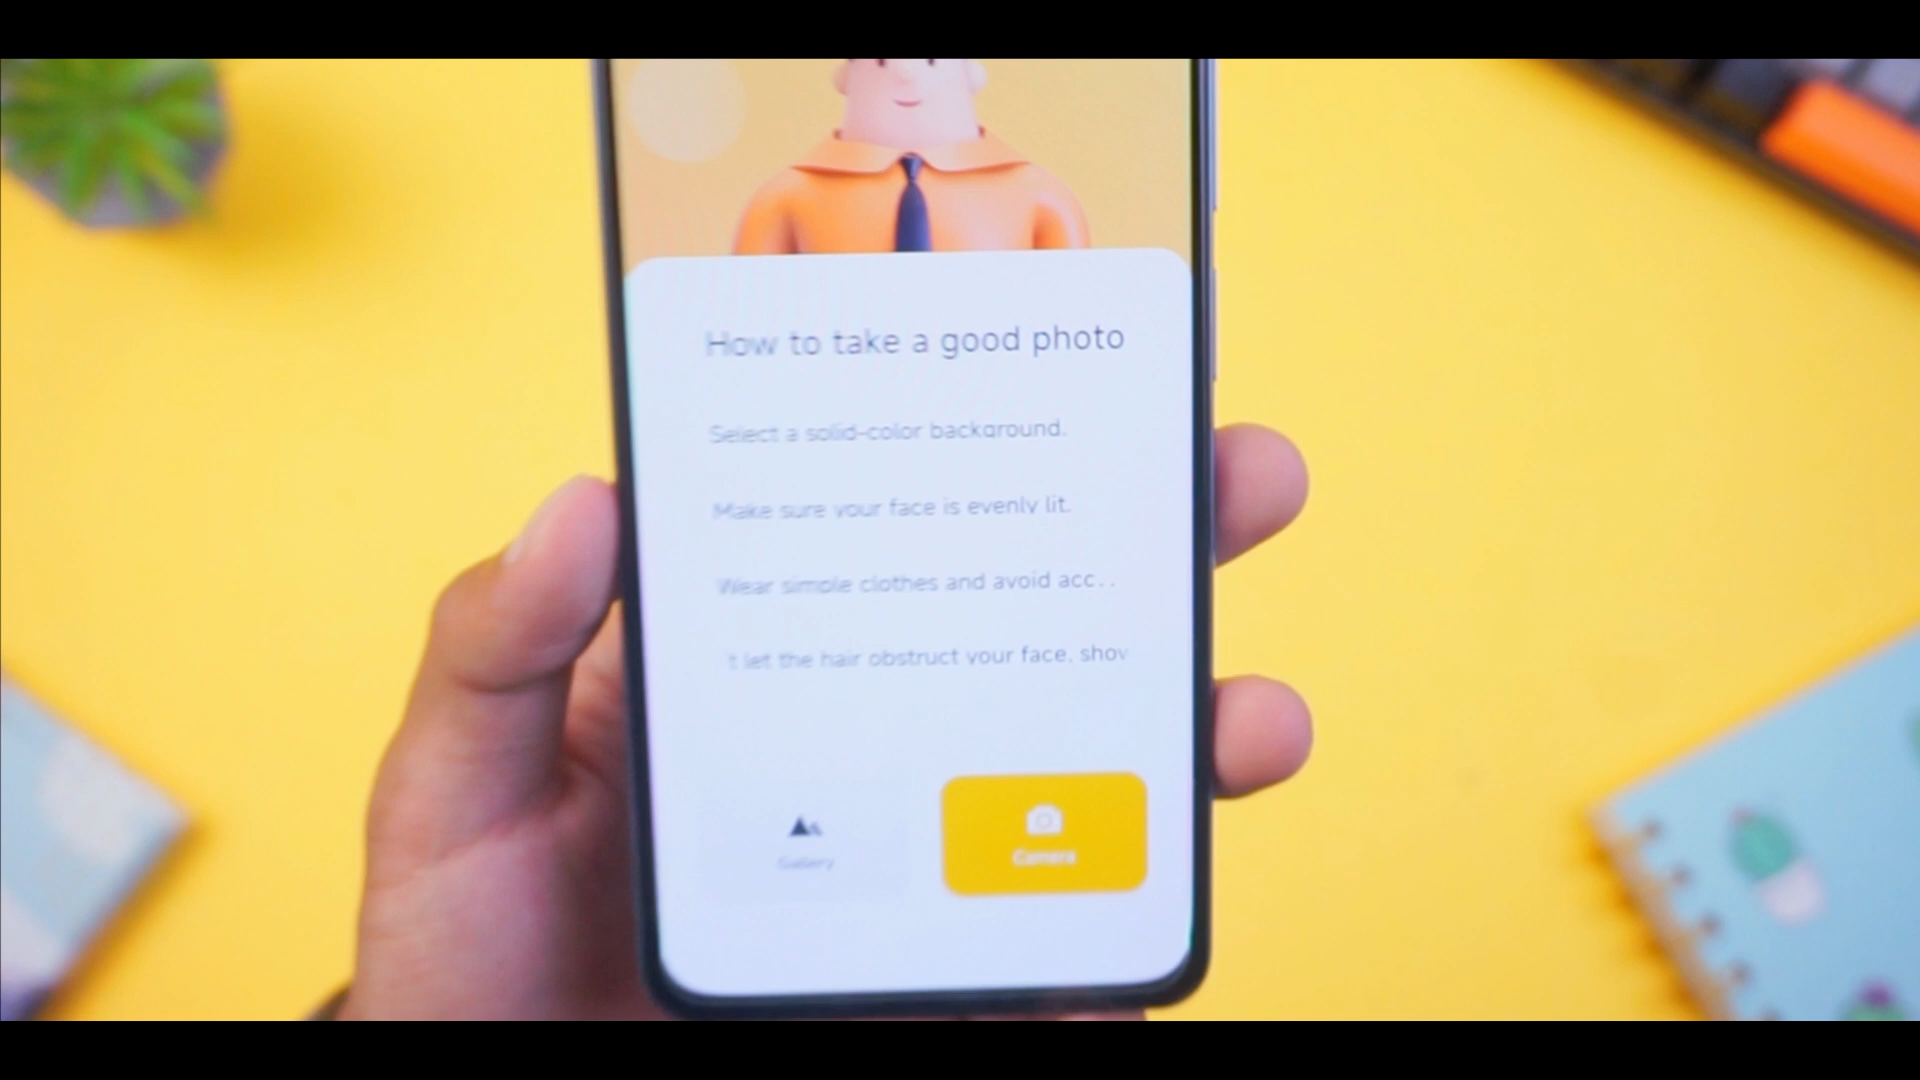 How to take a good photo
Select a solid-color background.
Make sure your face is evenly lit.
Wear simple clothes and avoid acc..
t let the hair obstruct your face, shov
Gallery
Camera